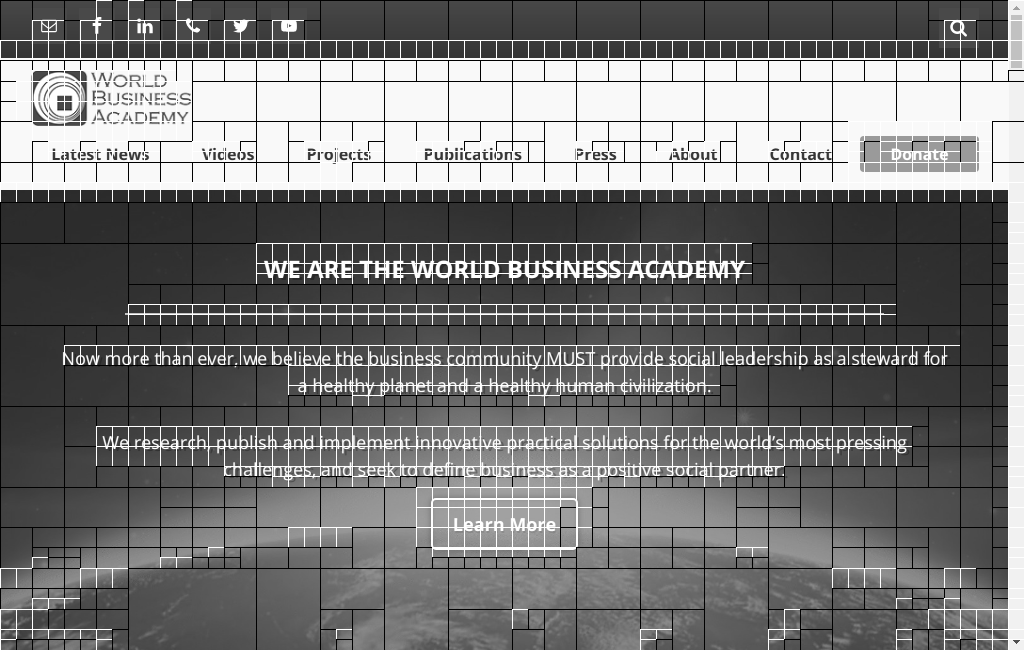 WORLD
BUSINESS
ACADEMY
Latest News Videos Projects Publications Press About Contact Donate
WE ARE THE WORLD BUSINESS ACADEMY
Now more than ever, we believe the business community MUST provide social leadership as a steward for
a healthy planet and a healthy human civilization.
We research, publish and implement innovative practical solutions for the world's most pressing
challenges, and seek to define business as a positive social partner.
Learn More